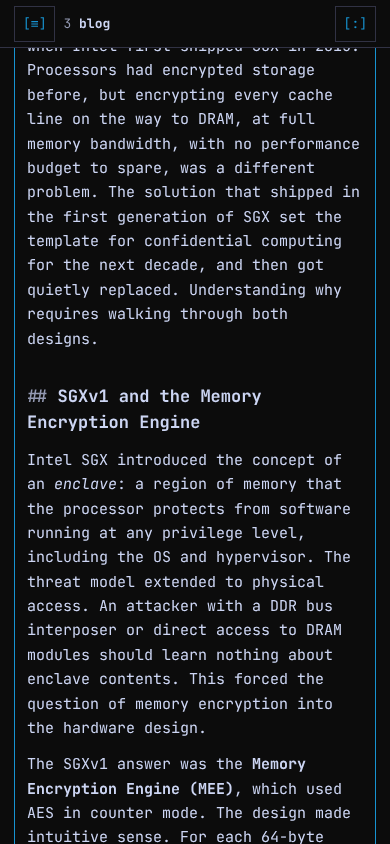 [≡] 3 blog [:]
when Intel first shipped SGX in 2015.
Processors had encrypted storage
before, but encrypting every cache
line on the way to DRAM, at full
memory bandwidth, with no performance
budget to spare, was a different
problem. The solution that shipped in
the first generation of SGX set the
template for confidential computing
for the next decade, and then got
quietly replaced. Understanding why
requires walking through both
designs.
## SGXv1 and the Memory
Encryption Engine
Intel SGX introduced the concept of
an enclave: a region of memory that
the processor protects from software
running at any privilege level,
including the OS and hypervisor. The
threat model extended to physical
access. An attacker with a DDR bus
interposer or direct access to DRAM
modules should learn nothing about
enclave contents. This forced the
question of memory encryption into
the hardware design.
The SGXv1 answer was the Memory
Encryption Engine (MEE), which used
AES in counter mode. The design made
intuitive sense. For each 64-byte